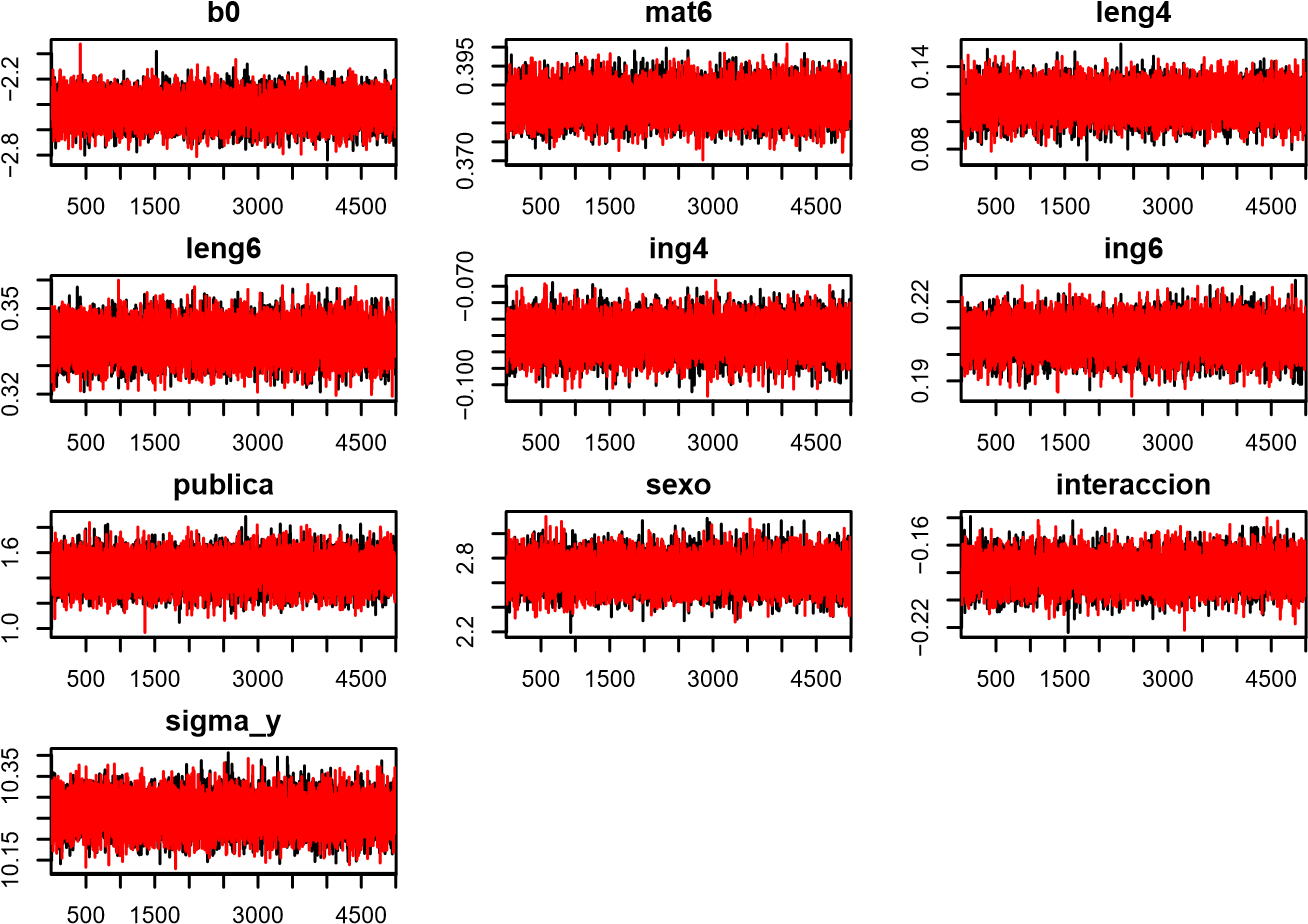 b0 mat6 leng4
−2.2 0.395 0.14
−2.8 0.370 0.08
500 1500 3000 4500 500 1500 3000 4500 500 1500 3000 4500
leng6 ing4 ing6
0.35 −0.070 0.22
0.32 −0.100 0.19
500 1500 3000 4500 500 1500 3000 4500 500 1500 3000 4500
publica sexo interaccion
1.6 2.8 −0.16
1.0 2.2 −0.22
500 1500 3000 4500 500 1500 3000 4500 500 1500 3000 4500
sigma_y
10.35
10.15
500 1500 3000 4500